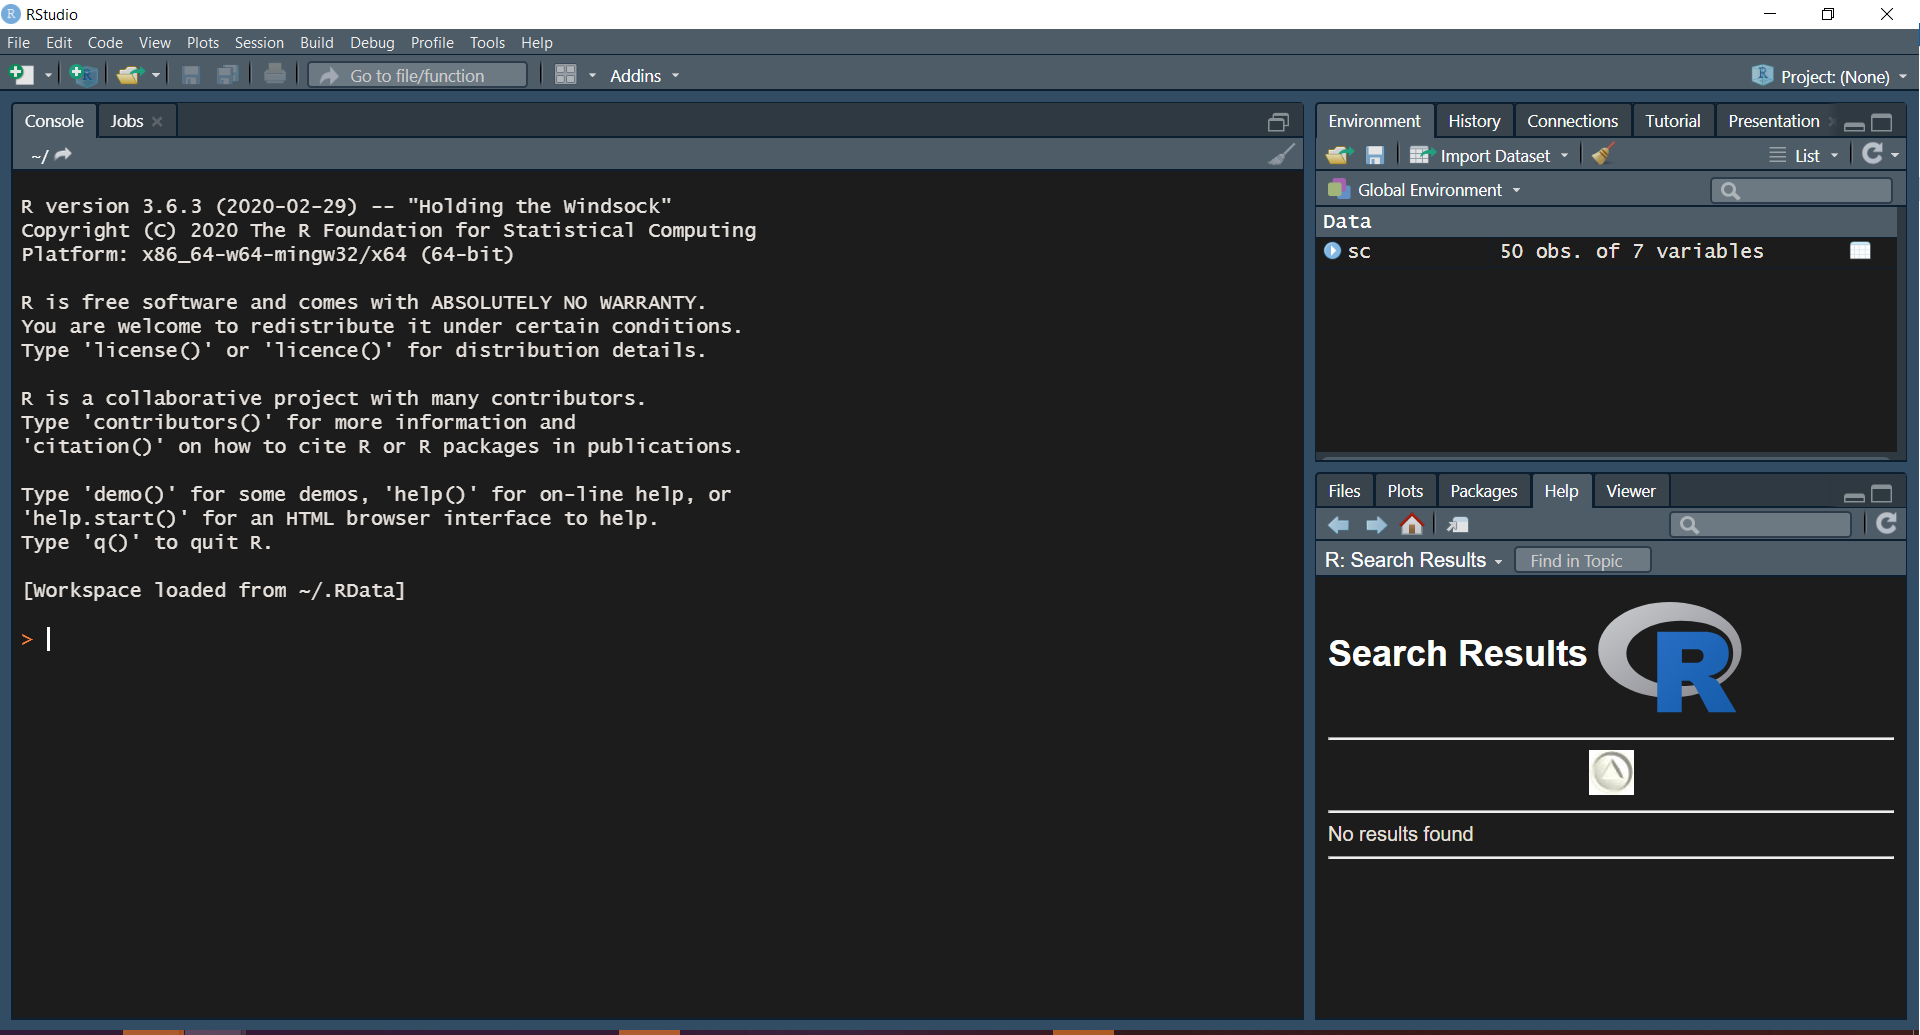 RStudio
File Edit Code View Plots Session Build Debug Profile Tools Help
Go to file/function Addins Project: (None)
Console Jobs
~/
R version 3.6.3 (2020-02-29) -- "Holding the Windsock"
Copyright (C) 2020 The R Foundation for Statistical Computing
Platform: x86_64-w64-mingw32/x64 (64-bit)
R is free software and comes with ABSOLUTELY NO WARRANTY.
You are welcome to redistribute it under certain conditions.
Type 'license()' or 'licence()' for distribution details.
R is a collaborative project with many contributors.
Type 'contributors()' for more information and
'citation()' on how to cite R or R packages in publications.
Type 'demo()' for some demos, 'help()' for on-line help, or
'help.start()' for an HTML browser interface to help.
Type 'q()' to quit R.
[Workspace loaded from ~/.RData]
>
Environment History Connections Tutorial Presentation
Import Dataset List
Global Environment
Data
sc 50 obs. of 7 variables
Files Plots Packages Help Viewer
R: Search Results Find in Topic
Search Results R
No results found